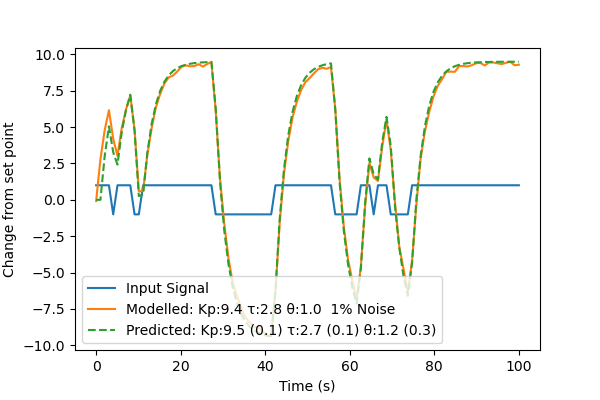 10.0
7.5
5.0
2.5
0.0
−2.5
−5.0
−7.5
−10.0
Change from set point
Input Signal
Modelled: Kp:9.4 τ:2.8 θ:1.0  1% Noise
Predicted: Kp:9.5 (0.1) τ:2.7 (0.1) θ:1.2 (0.3)
0 20 40 60 80 100
Time (s)